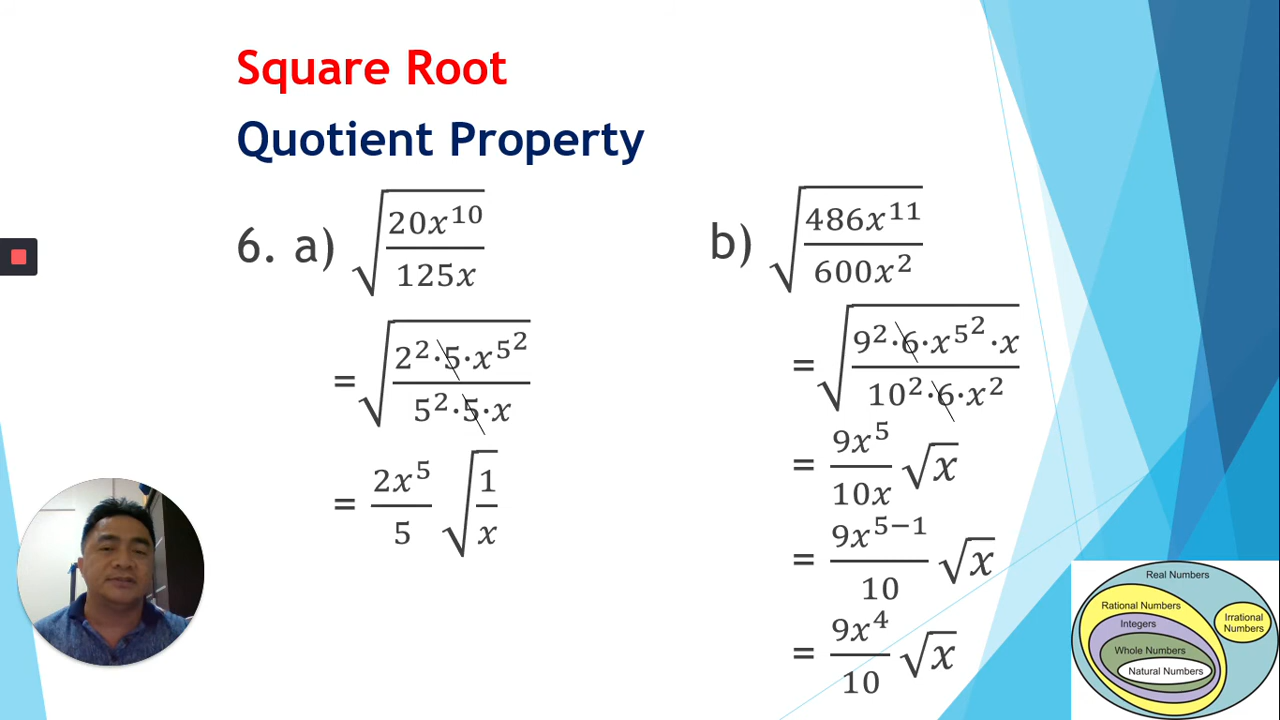 Square Root
Quotient Property
6. a) √(20x¹⁰/125x)
= √(2²·5·x⁵²/5²·5·x)
= 2x⁵/5 √(1/x)
b) √(486x¹¹/600x²)
= √(9²·6·x⁵²·x/10²·6·x²)
= 9x⁵/10x √x
= 9x⁵⁻¹/10 √x
= 9x⁴/10 √x
Real Numbers
Rational Numbers
Irrational
Numbers
Integers
Whole Numbers
Natural Numbers